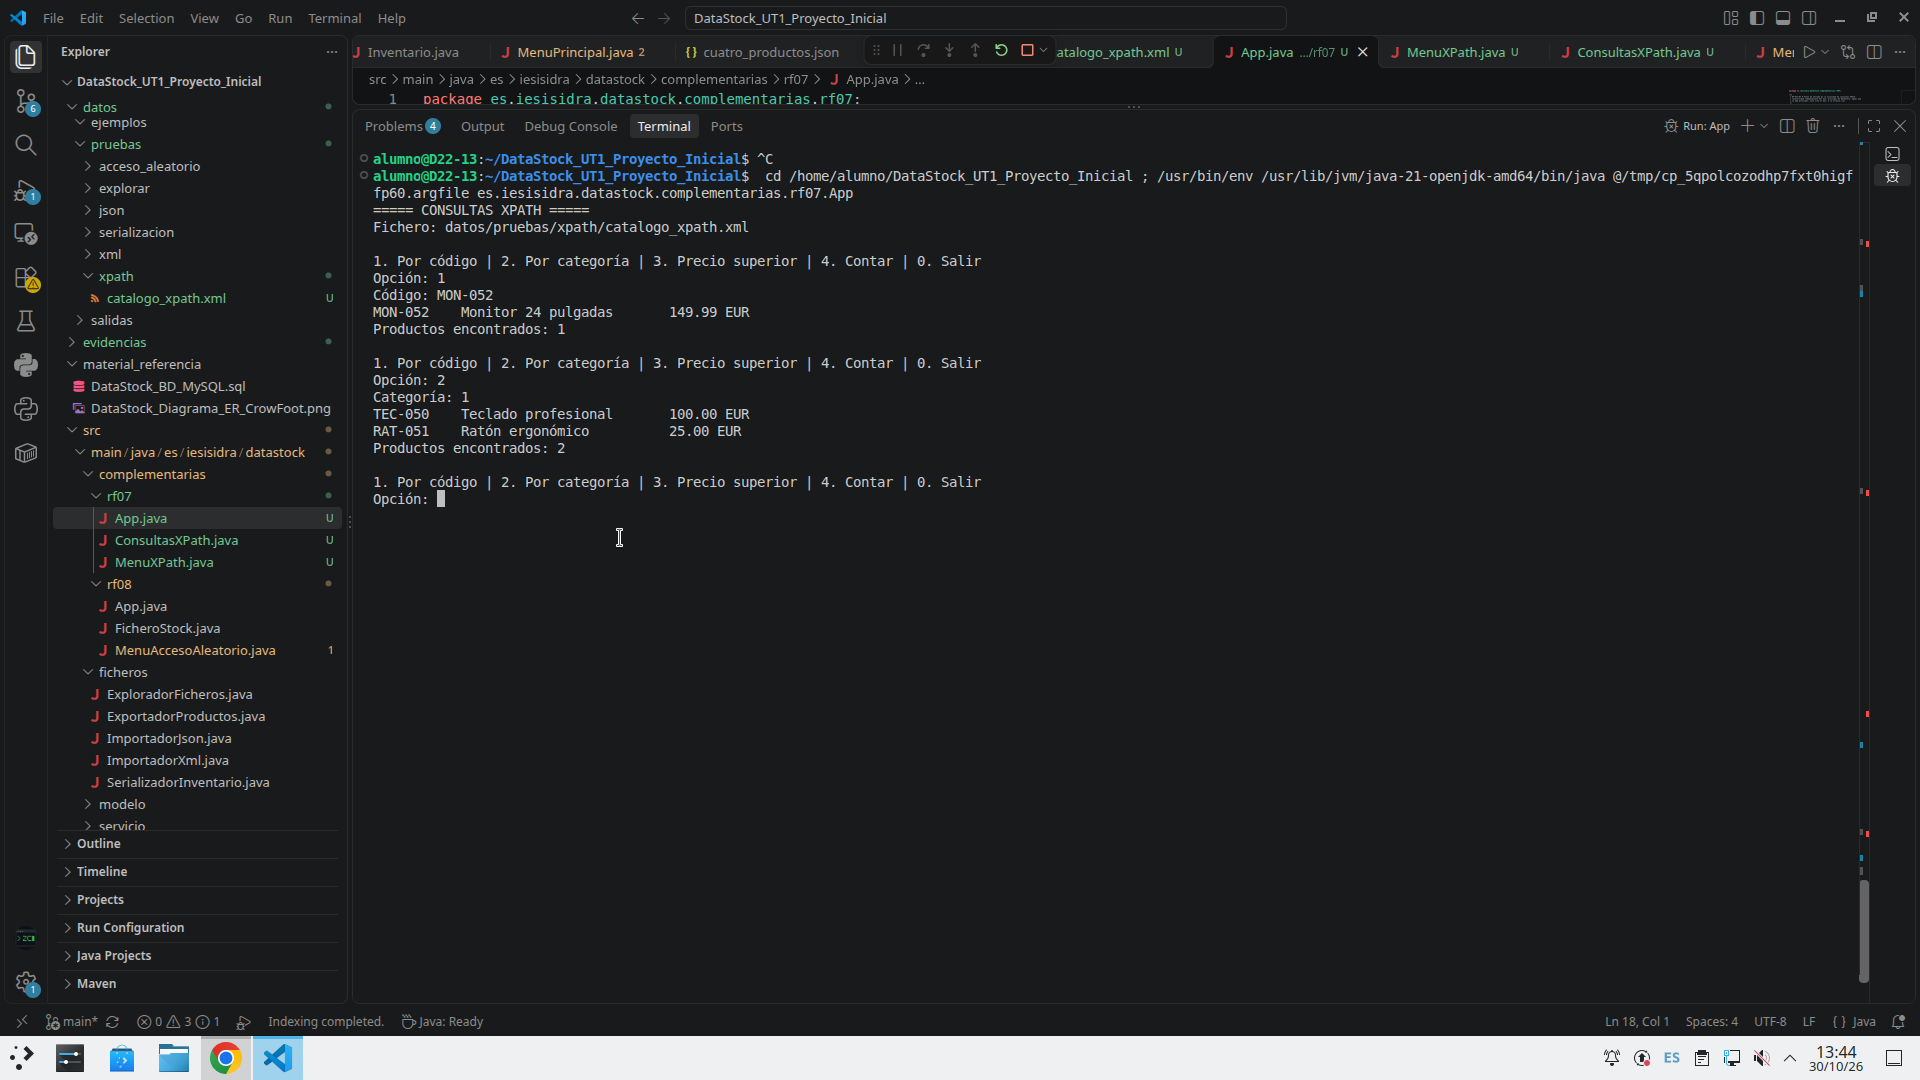 File Edit Selection View Go Run Terminal Help
DataStock_UT1_Proyecto_Inicial
Explorer
DataStock_UT1_Proyecto_Inicial
datos
ejemplos
pruebas
acceso_aleatorio
explorar
json
serializacion
xml
xpath
catalogo_xpath.xml U
salidas
evidencias
material_referencia
DataStock_BD_MySQL.sql
DataStock_Diagrama_ER_CrowFoot.png
src
main / java / es / iesisidra / datastock
complementarias
rf07
App.java U
ConsultasXPath.java U
MenuXPath.java U
rf08
App.java
FicheroStock.java
MenuAccesoAleatorio.java 1
ficheros
ExploradorFicheros.java
ExportadorProductos.java
ImportadorJson.java
ImportadorXml.java
SerializadorInventario.java
modelo
servicio
Outline
Timeline
Projects
Run Configuration
Java Projects
Maven
6
1
1
Inventario.java MenuPrincipal.java 2 cuatro_productos.json atalogo_xpath.xml U App.java .../rf07 U MenuXPath.java U ConsultasXPath.java U Mei
src > main > java > es > iesisidra > datastock > complementarias > rf07 > App.java > ...
1 package es.iesisidra.datastock.complementarias.rf07;
Problems 4 Output Debug Console Terminal Ports
Run: App
alumno@D22-13:~/DataStock_UT1_Proyecto_Inicial$ ^C
alumno@D22-13:~/DataStock_UT1_Proyecto_Inicial$ cd /home/alumno/DataStock_UT1_Proyecto_Inicial ; /usr/bin/env /usr/lib/jvm/java-21-openjdk-amd64/bin/java @/tmp/cp_5qpolcozodhp7fxt0higf
fp60.argfile es.iesisidra.datastock.complementarias.rf07.App
===== CONSULTAS XPATH =====
Fichero: datos/pruebas/xpath/catalogo_xpath.xml
1. Por código | 2. Por categoría | 3. Precio superior | 4. Contar | 0. Salir
Opción: 1
Código: MON-052
MON-052 Monitor 24 pulgadas 149.99 EUR
Productos encontrados: 1
1. Por código | 2. Por categoría | 3. Precio superior | 4. Contar | 0. Salir
Opción: 2
Categoría: 1
TEC-050 Teclado profesional 100.00 EUR
RAT-051 Ratón ergonómico 25.00 EUR
Productos encontrados: 2
1. Por código | 2. Por categoría | 3. Precio superior | 4. Contar | 0. Salir
Opción:
main* 0 3 1 Indexing completed. Java: Ready
Ln 18, Col 1 Spaces: 4 UTF-8 LF { } Java
ES
13:44
30/10/26